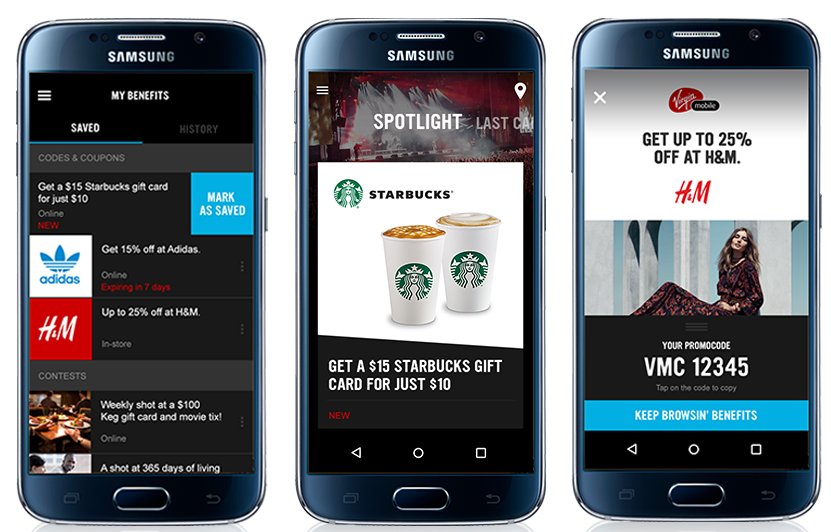 SAMSUNG
MY BENEFITS
SAVED HISTORY
CODES & COUPONS
Get a $15 Starbucks gift card
for just $10
Online
NEW
MARK
AS SAVED
adidas
Get 15% off at Adidas.
Online
Expiring in 7 days
H&M
Up to 25% off at H&M.
In-store
CONTESTS
Weekly shot at a $100
Keg gift card and movie tix!
Online
A shot at 365 days of living
SAMSUNG
SPOTLIGHT LAST
STARBUCKS
GET A $15 STARBUCKS GIFT
CARD FOR JUST $10
NEW
SAMSUNG
Virgin
mobile
GET UP TO 25%
OFF AT H&M.
H&M
YOUR PROMOCODE
VMC 12345
Tap on the code to copy
KEEP BROWSIN' BENEFITS